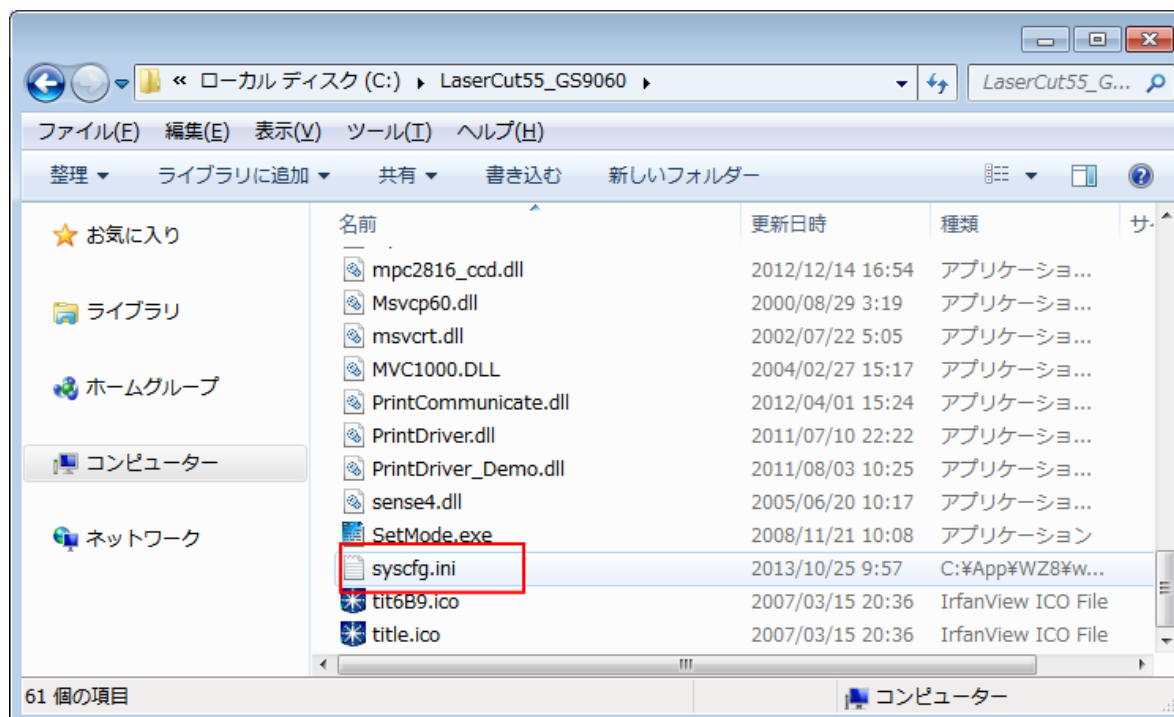 « ローカル ディスク (C:) ▸ LaserCut55_GS9060 ▸ LaserCut55_G...
ファイル(F) 編集(E) 表示(V) ツール(T) ヘルプ(H)
整理 ライブラリに追加 共有 書き込む 新しいフォルダー
お気に入り
ライブラリ
ホームグループ
コンピューター
ネットワーク
名前 更新日時 種類 サ
mpc2816_ccd.dll 2012/12/14 16:54 アプリケーショ...
Msvcp60.dll 2000/08/29 3:19 アプリケーショ...
msvcrt.dll 2002/07/22 5:05 アプリケーショ...
MVC1000.DLL 2004/02/27 15:17 アプリケーショ...
PrintCommunicate.dll 2012/04/01 15:24 アプリケーショ...
PrintDriver.dll 2011/07/10 22:22 アプリケーショ...
PrintDriver_Demo.dll 2011/08/03 10:25 アプリケーショ...
sense4.dll 2005/06/20 10:17 アプリケーショ...
SetMode.exe 2008/11/21 10:08 アプリケーション
syscfg.ini 2013/10/25 9:57 C:¥App¥WZ8¥w...
tit6B9.ico 2007/03/15 20:36 IrfanView ICO File
title.ico 2007/03/15 20:36 IrfanView ICO File
61 個の項目 コンピューター